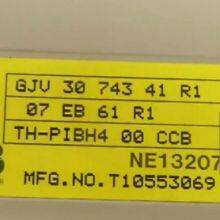 GJV 30 743 41 R1
07 EB 61 R1
TH-PIBH4 00 CCB
NE13207
MFG.NO.T10553069